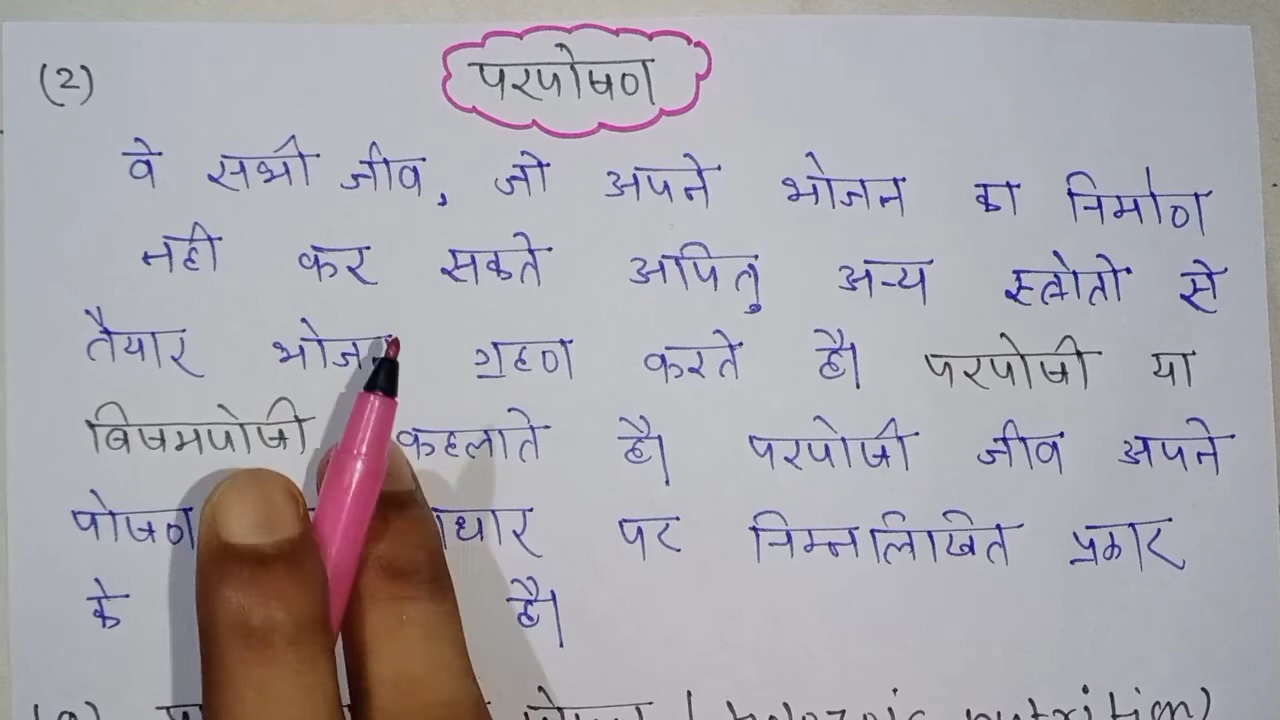 (2) परपोषण
वे सभी जीव, जो अपने भोजन का निर्माण
नही कर सकते अपितु अन्य स्त्रोतो से
तैयार ग्रहण करते है। परपोषी या
विषमपोषी कहलाते है। परपोषी जीव अपने
पोषण पर निम्नलिखित प्रकार
के है।
nutrition)